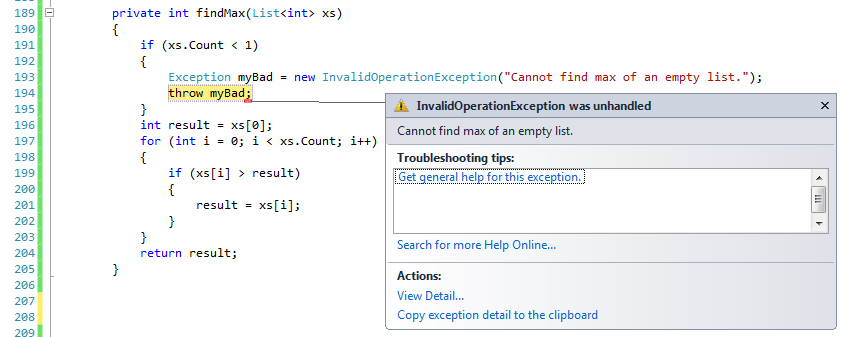 189 private int findMax(List<int> xs)
190 {
191 if (xs.Count < 1)
192 {
193 Exception myBad = new InvalidOperationException("Cannot find max of an empty list.");
194 throw myBad;
195 }
196 int result = xs[0];
197 for (int i = 0; i < xs.Count; i++)
198 {
199 if (xs[i] > result)
200 {
201 result = xs[i];
202 }
203 }
204 return result;
205 }
206
207
208
209
InvalidOperationException was unhandled
Cannot find max of an empty list.
Troubleshooting tips:
Get general help for this exception.
Search for more Help Online...
Actions:
View Detail...
Copy exception detail to the clipboard